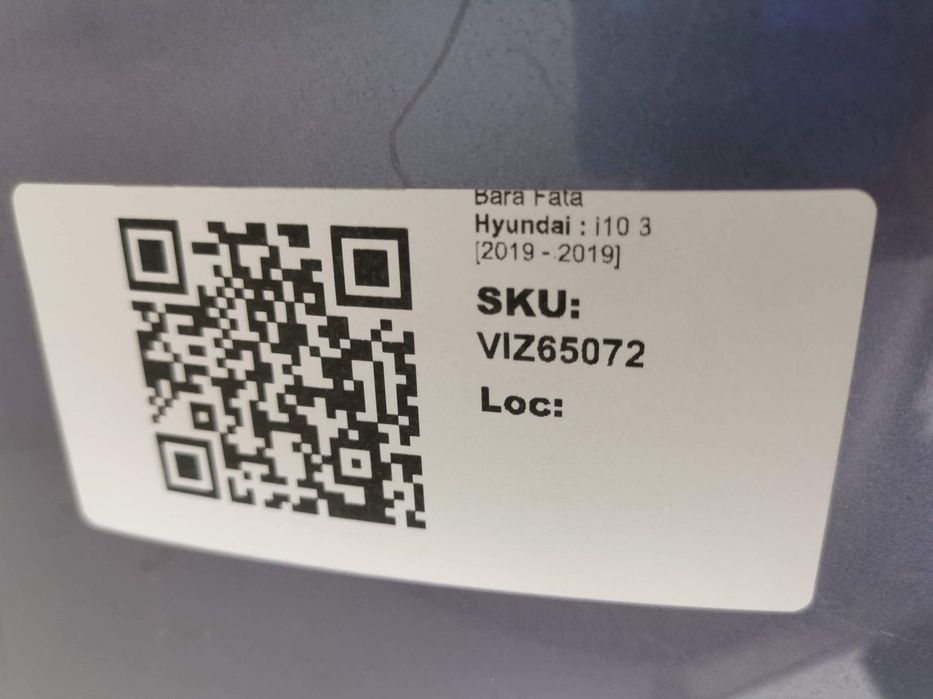 Bara Fata
Hyundai : i10 3
[2019 - 2019]
SKU:
VIZ65072
Loc: